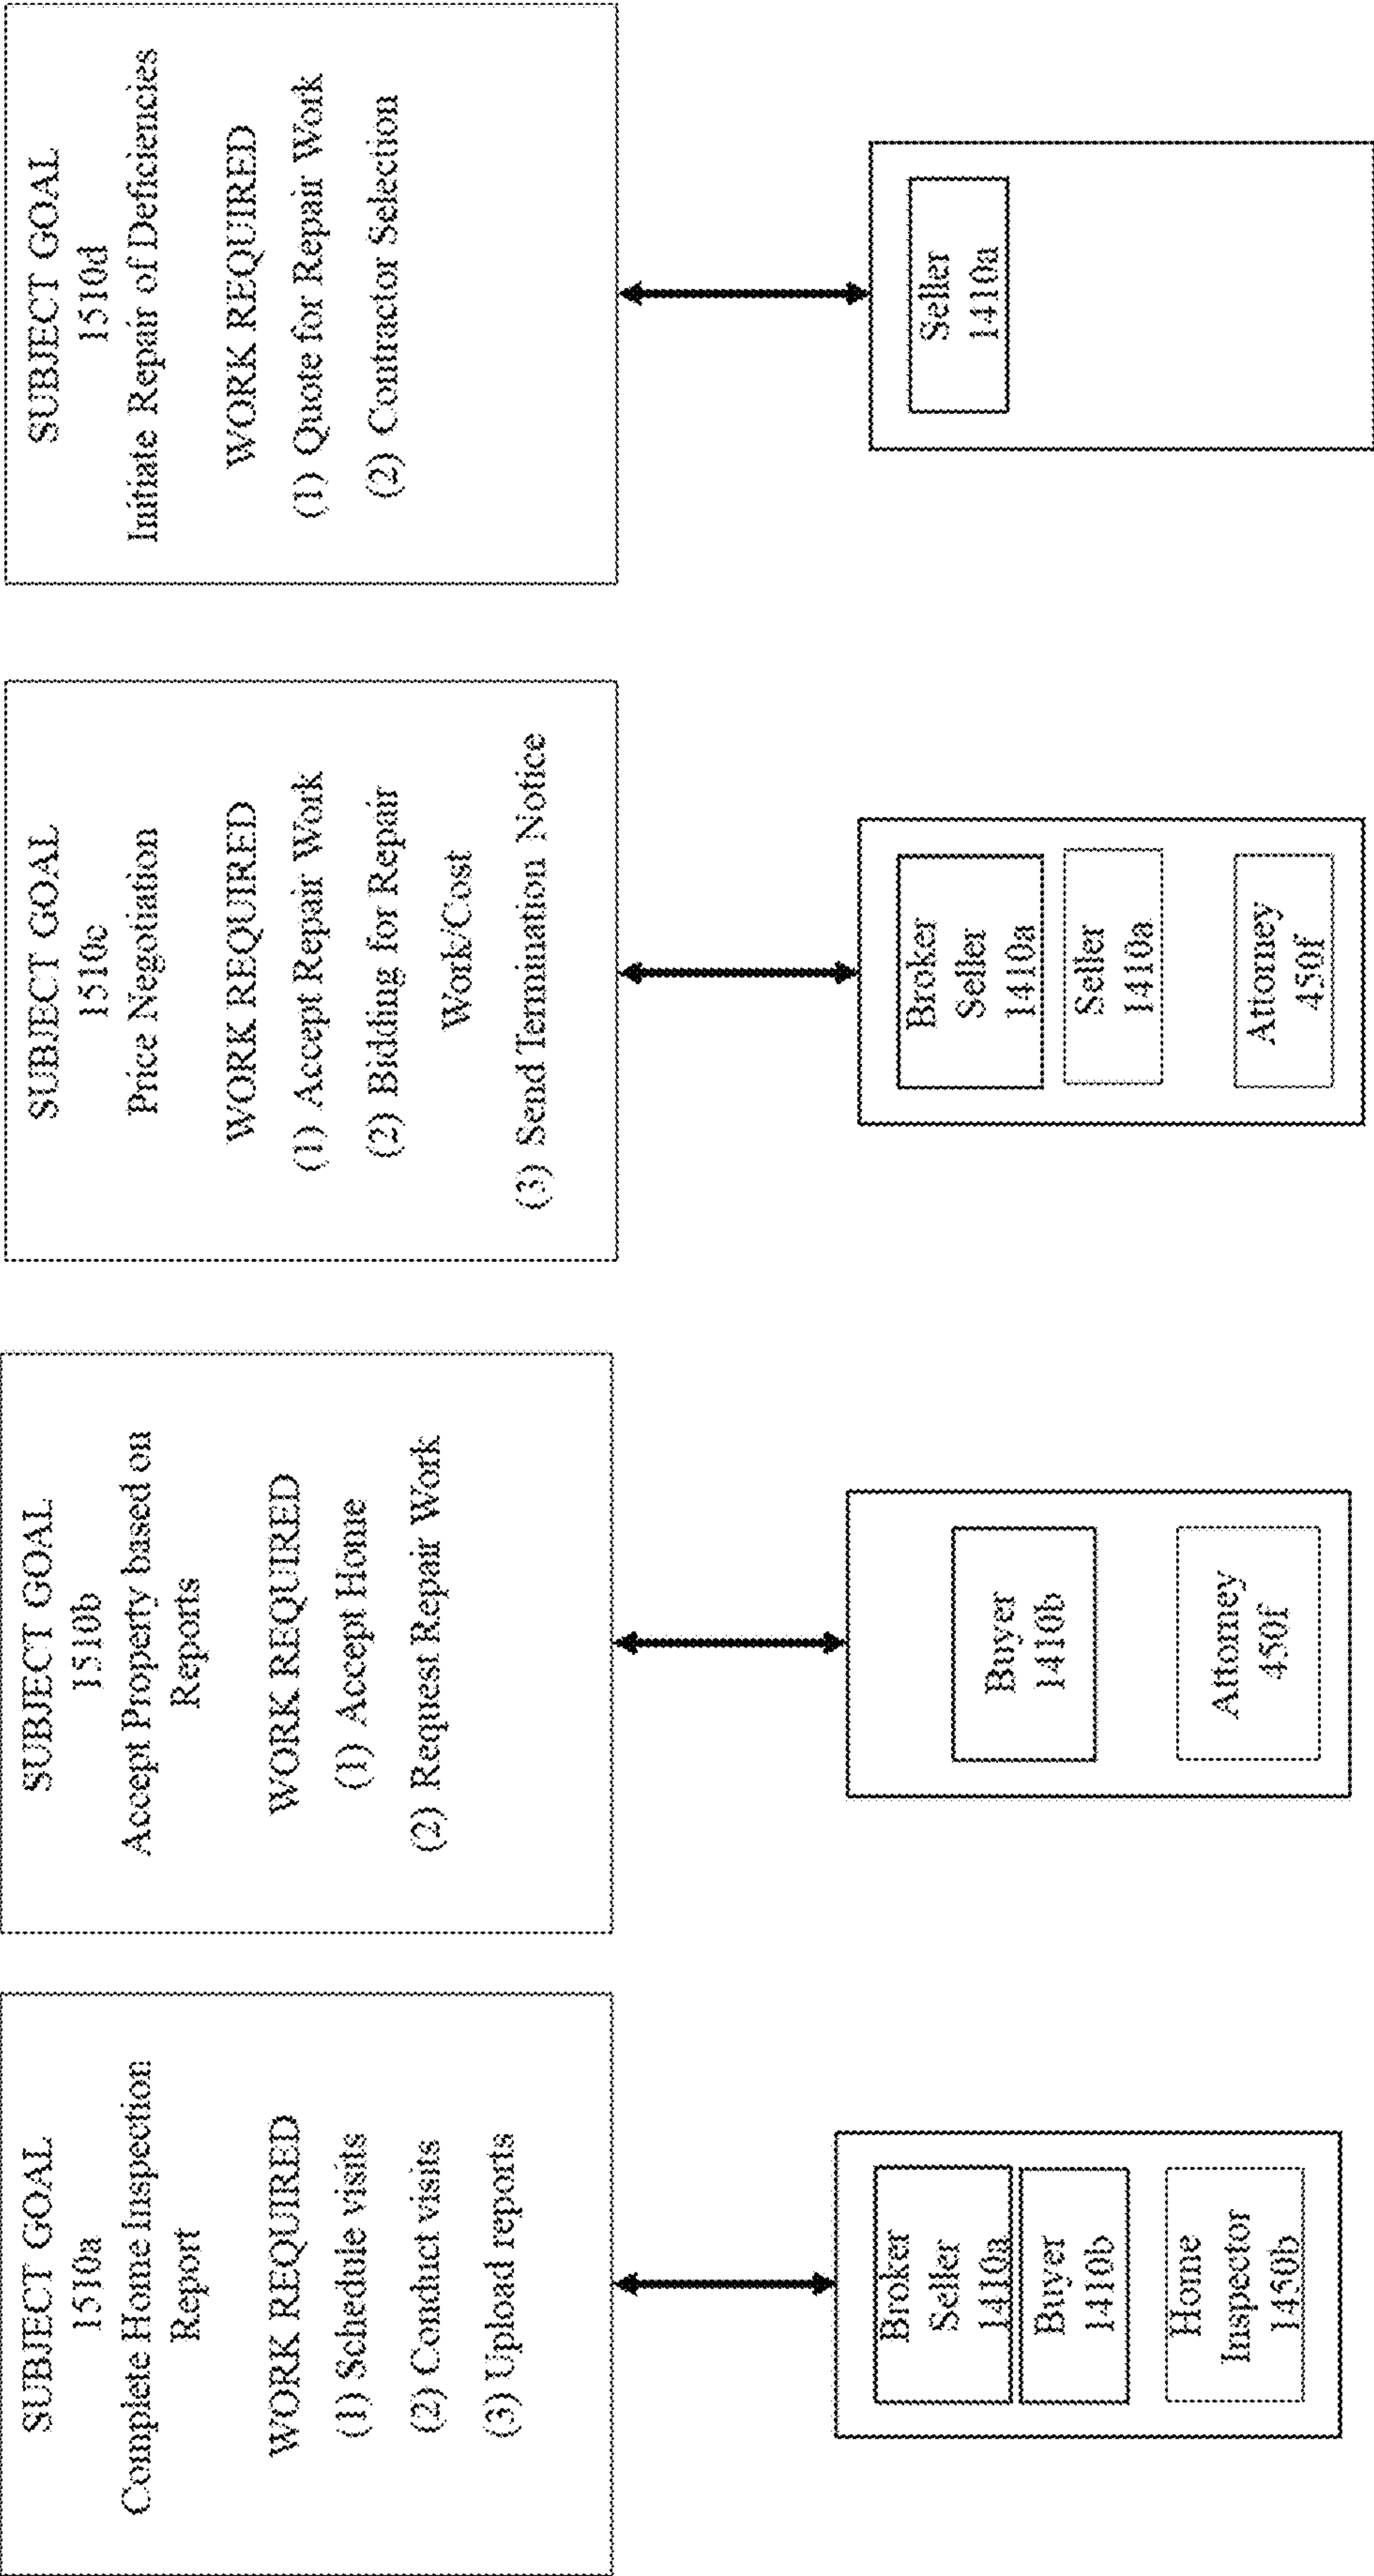 SUBJECT GOAL
1510a
Complete Home Inspection
Report
WORK REQUIRED
(1) Schedule visits
(2) Conduct visits
(3) Upload reports
Broker
Seller
1410a
Buyer
1410b
Home
Inspector
1430b
SUBJECT GOAL
1510b
Accept Property based on
Reports
WORK REQUIRED
(1) Accept Home
(2) Request Repair Work
Buyer
1410b
Attorney
450f
SUBJECT GOAL
1510c
Price Negotiation
WORK REQUIRED
(1) Accept Repair Work
(2) Bidding for Repair
Work/Cost
(3) Send Termination Notice
Broker
Seller
1410a
Seller
1410a
Attorney
450f
SUBJECT GOAL
1510d
Initiate Repair of Deficiencies
WORK REQUIRED
(1) Quote for Repair Work
(2) Contractor Selection
Seller
1410a